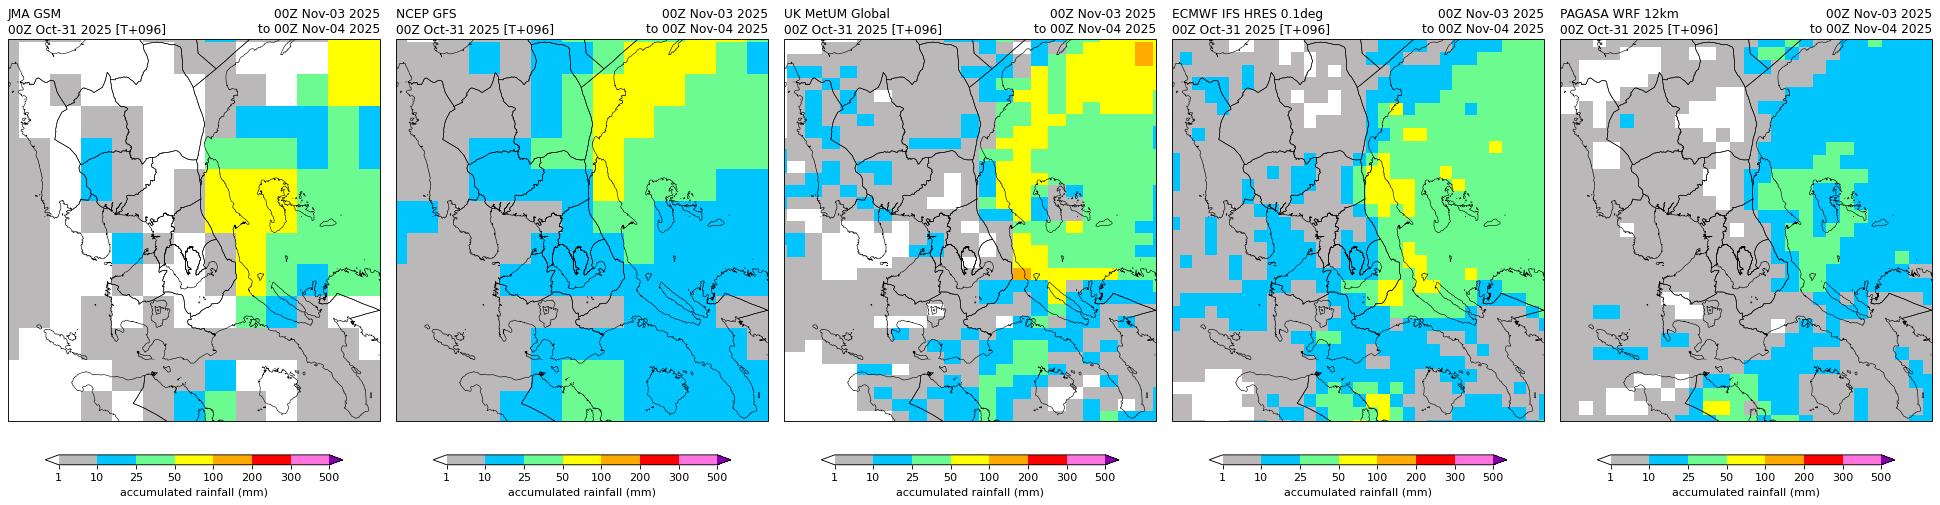 JMA GSM 00Z Nov-03 2025
00Z Oct-31 2025 [T+096] to 00Z Nov-04 2025
1 10 25 50 100 200 300 500
accumulated rainfall (mm)
NCEP GFS 00Z Nov-03 2025
00Z Oct-31 2025 [T+096] to 00Z Nov-04 2025
1 10 25 50 100 200 300 500
accumulated rainfall (mm)
UK MetUM Global 00Z Nov-03 2025
00Z Oct-31 2025 [T+096] to 00Z Nov-04 2025
1 10 25 50 100 200 300 500
accumulated rainfall (mm)
ECMWF IFS HRES 0.1deg 00Z Nov-03 2025
00Z Oct-31 2025 [T+096] to 00Z Nov-04 2025
1 10 25 50 100 200 300 500
accumulated rainfall (mm)
PAGASA WRF 12km 00Z Nov-03 2025
00Z Oct-31 2025 [T+096] to 00Z Nov-04 2025
1 10 25 50 100 200 300 500
accumulated rainfall (mm)